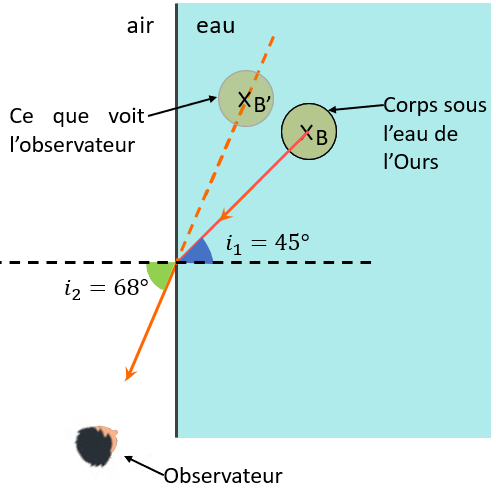 air
eau
Ce que voit
l’observateur
B’
B
Corps sous
l’eau de
l’Ours
i₁ = 45°
i₂ = 68°
Observateur